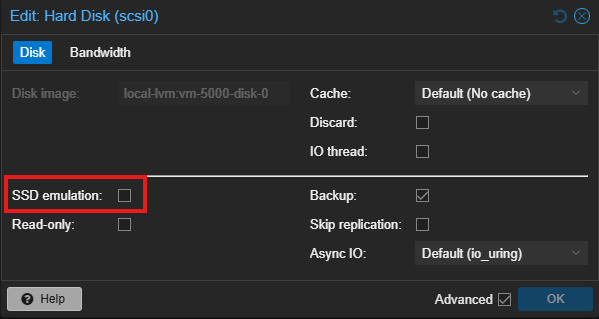 Edit: Hard Disk (scsi0)
Disk Bandwidth
Disk image: local-lvm:vm-5000-disk-0
Cache: Default (No cache)
Discard:
IO thread:
SSD emulation:
Backup:
Read-only:
Skip replication:
Async IO: Default (io_uring)
? Help
Advanced
OK